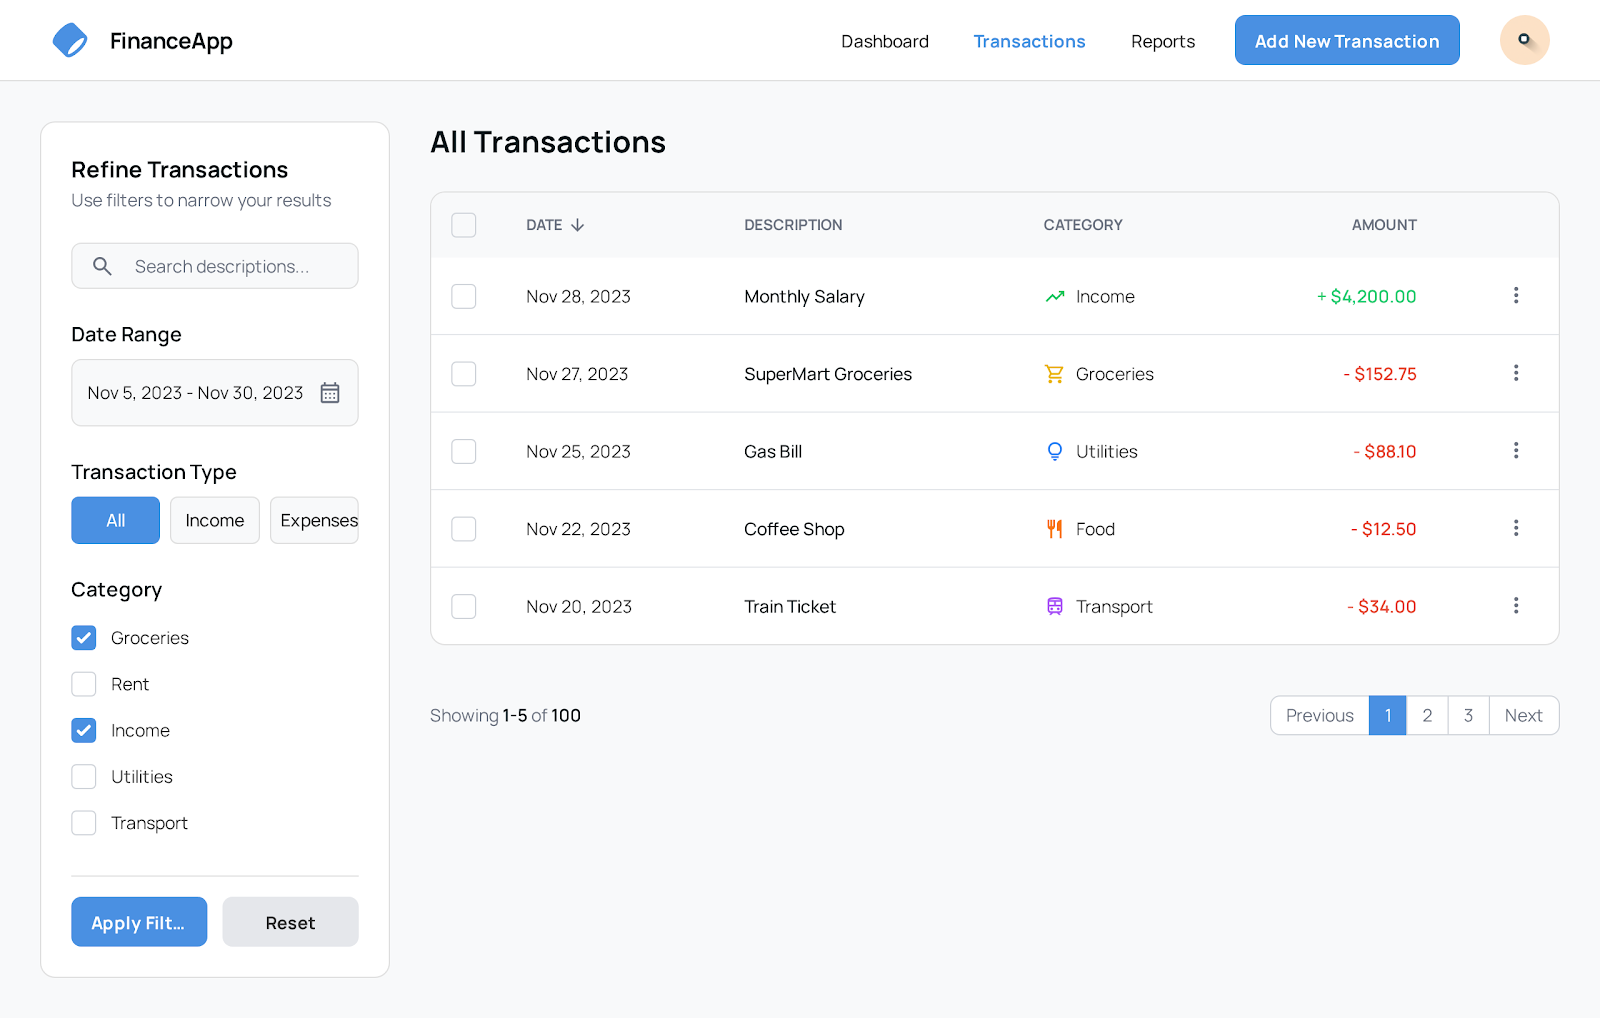 FinanceApp
Dashboard
Transactions
Reports
Add New Transaction
Refine Transactions
Use filters to narrow your results
Search descriptions...
Date Range
Nov 5, 2023 - Nov 30, 2023
Transaction Type
All
Income
Expenses
Category
Groceries
Rent
Income
Utilities
Transport
Apply Filt...
Reset
All Transactions
DATE DESCRIPTION CATEGORY AMOUNT
Nov 28, 2023 Monthly Salary Income + $4,200.00
Nov 27, 2023 SuperMart Groceries Groceries - $152.75
Nov 25, 2023 Gas Bill Utilities - $88.10
Nov 22, 2023 Coffee Shop Food - $12.50
Nov 20, 2023 Train Ticket Transport - $34.00
Showing 1-5 of 100
Previous 1 2 3 Next